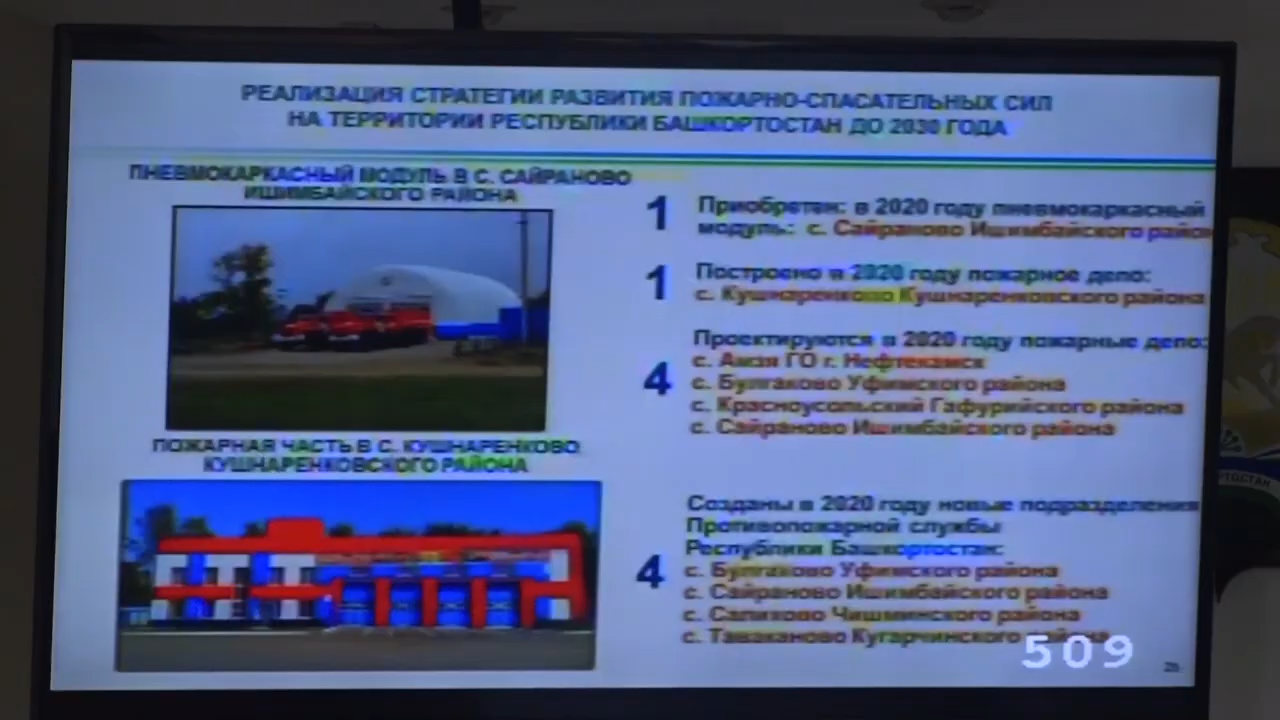 РЕАЛИЗАЦИЯ СТРАТЕГИИ РАЗВИТИЯ ПОЖАРНО-СПАСАТЕЛЬНЫХ СИЛ
НА ТЕРРИТОРИИ РЕСПУБЛИКИ БАШКОРТОСТАН ДО 2030 ГОДА
ПНЕВМОКАРКАСНЫЙ МОДУЛЬ В С. САЙРАНОВО
ИШИМБАЙСКОГО РАЙОНА
ПОЖАРНАЯ ЧАСТЬ В С. КУШНАРЕНКОВО
КУШНАРЕНКОВСКОГО РАЙОНА
1
Приобретен: в 2020 году пневмокаркасный
модуль: с. Сайраново Ишимбайского район
1
Построено в 2020 году пожарное депо:
с. Кушнаренково Кушнаренковского района
4
Проектируются в 2020 году пожарные депо:
с. Амзя ГО г. Нефтекамск
с. Булгаково Уфимского района
с. Красноусольский Гафурийского района
с. Сайраново Ишимбайского района
4
Созданы в 2020 году новые подразделения
Противопожарной службы
Республики Башкортостан:
с. Булгаково Уфимского района
с. Сайраново Ишимбайского района
с. Чишминского района
с. Таваканово Кугарчинского района
509